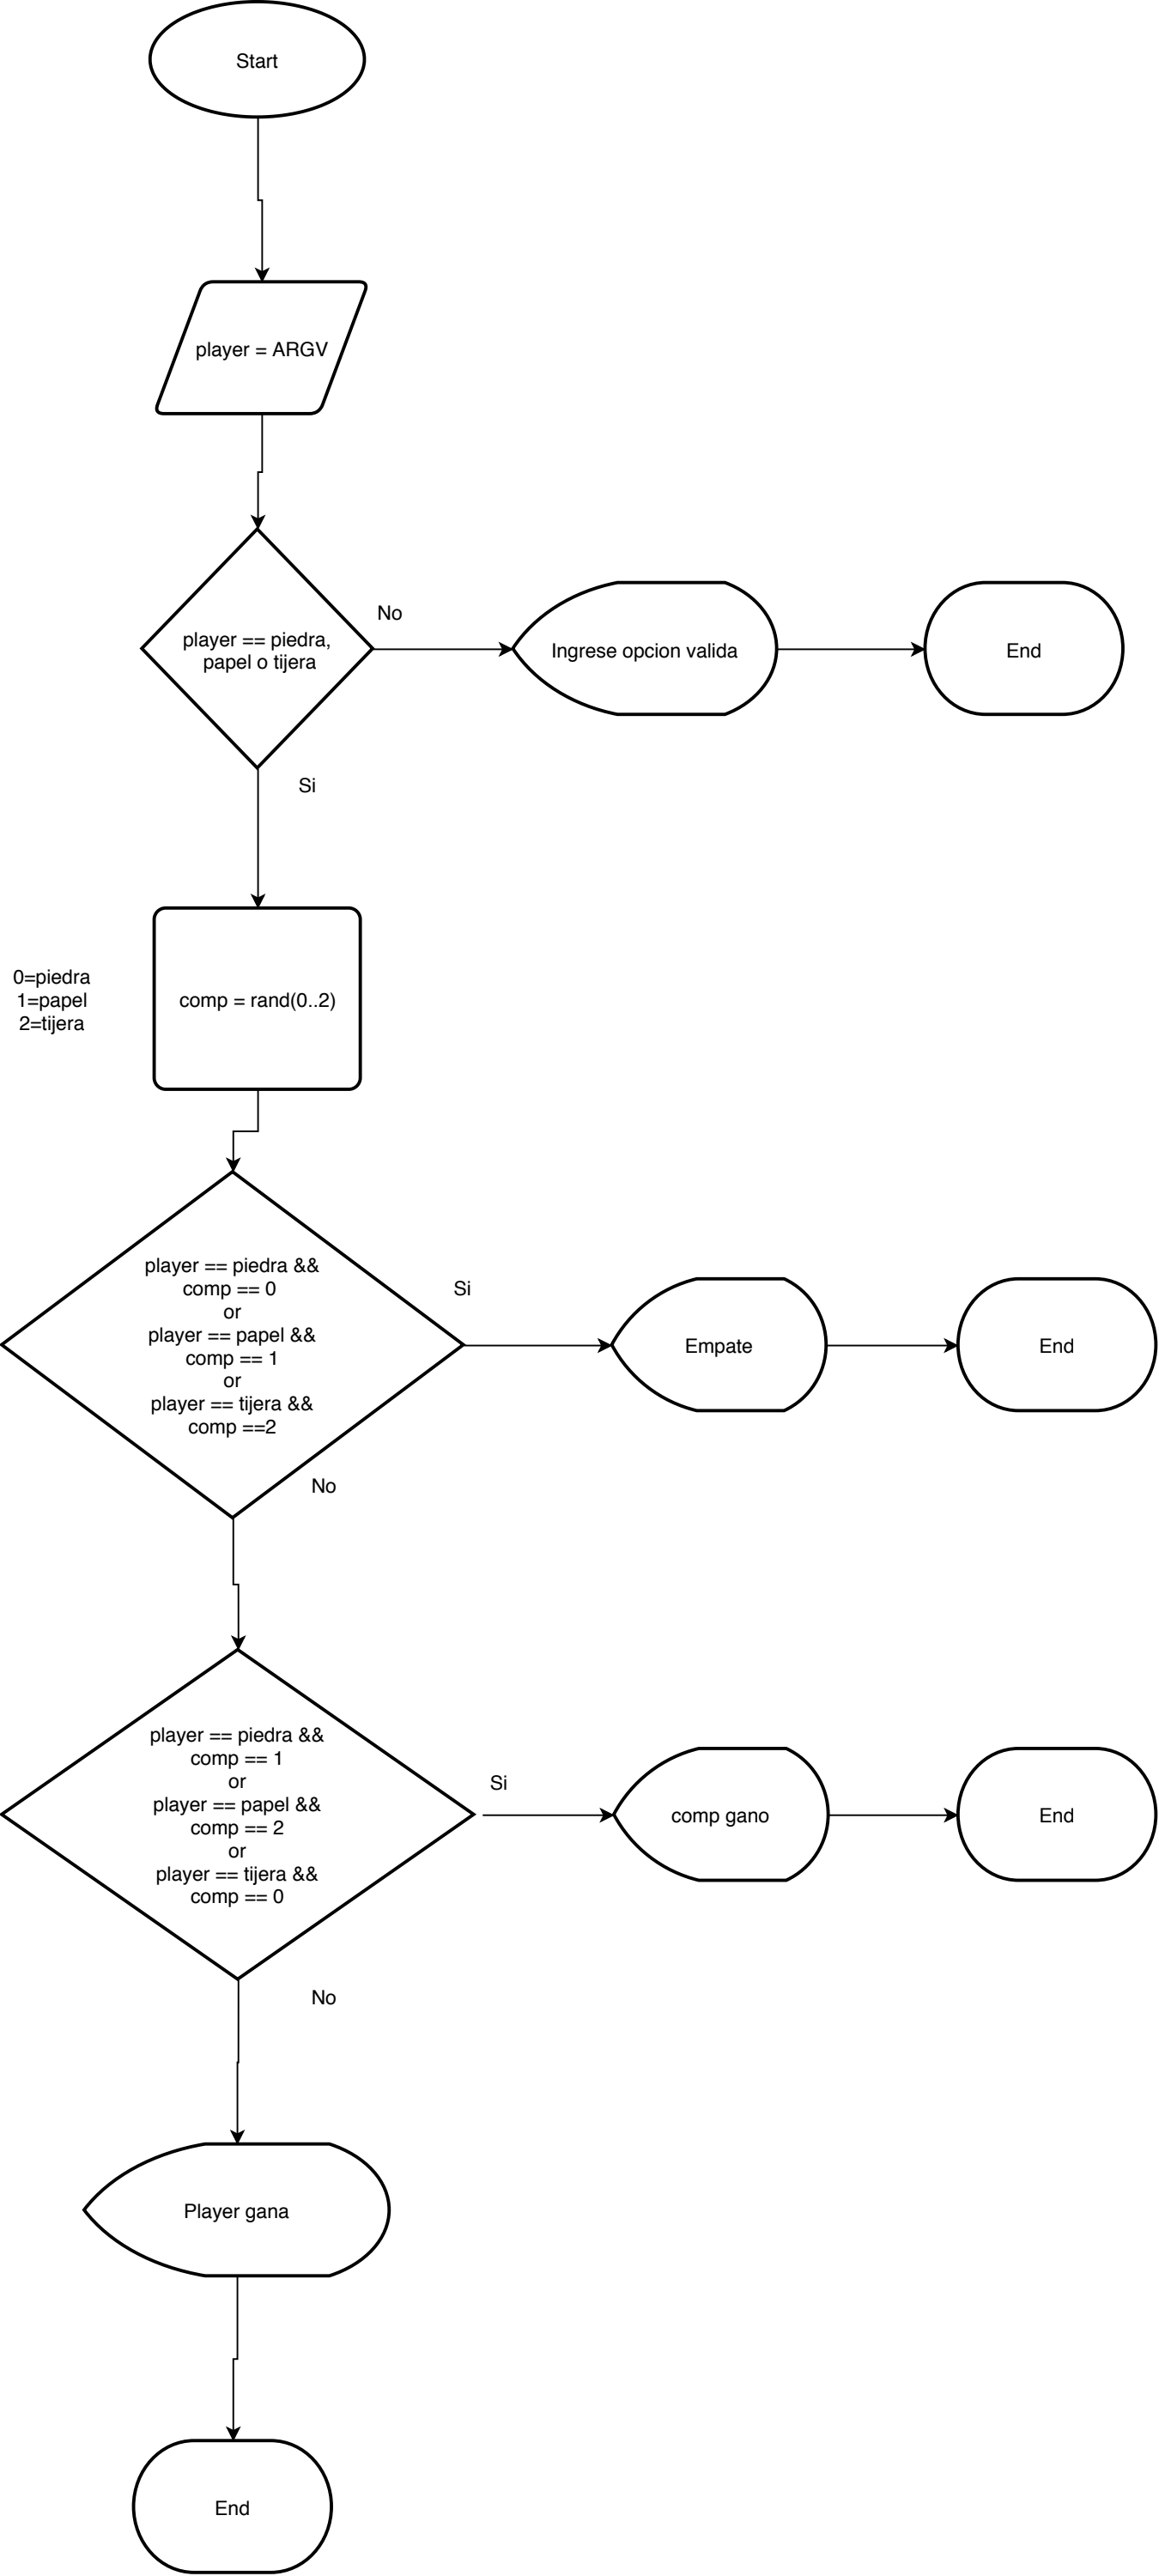 Start
player = ARGV
player == piedra,
papel o tijera
No
Ingrese opcion valida
End
Si
0=piedra
1=papel
2=tijera
comp = rand(0..2)
player == piedra &&
comp == 0
or
player == papel &&
comp == 1
or
player == tijera &&
comp ==2
Si
Empate
End
No
player == piedra &&
comp == 1
or
player == papel &&
comp == 2
or
player == tijera &&
comp == 0
Si
comp gano
End
No
Player gana
End